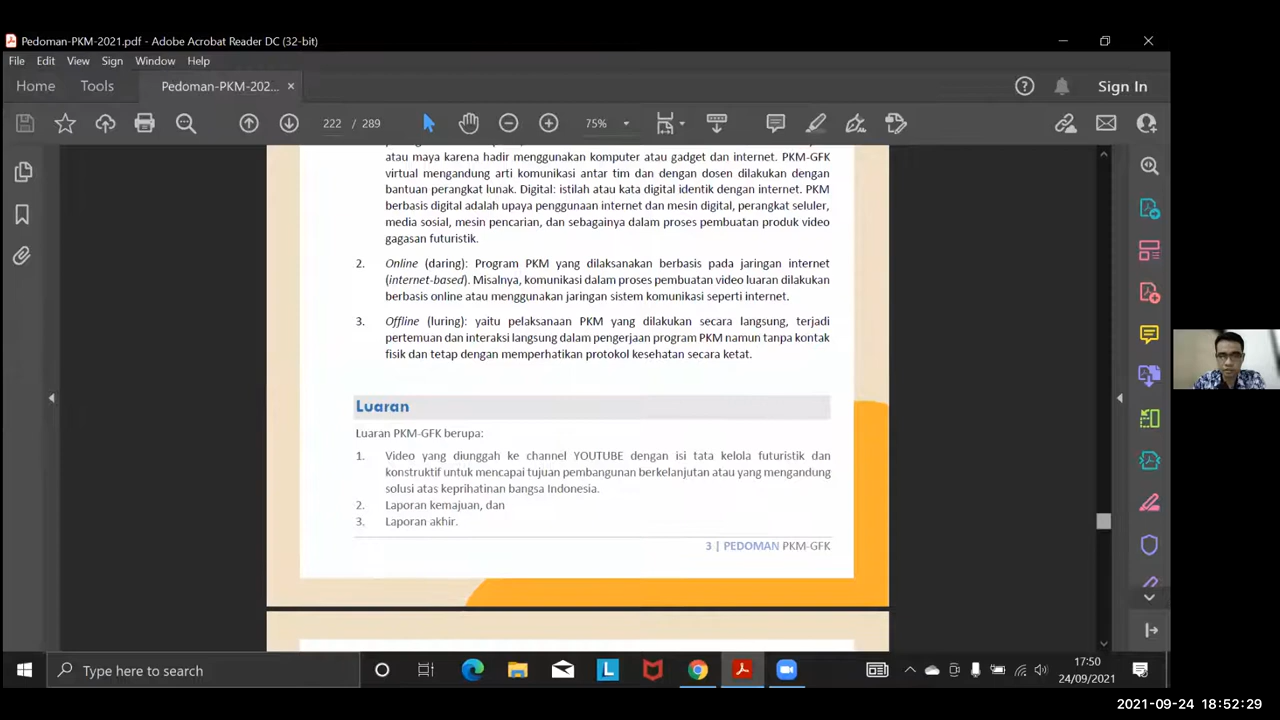 Pedoman-PKM-2021.pdf - Adobe Acrobat Reader DC (32-bit)
File Edit View Sign Window Help
Home Tools Pedoman-PKM-202... × Sign In
222 / 289 75%
atau maya karena hadir menggunakan komputer atau gadget dan internet. PKM-GFK
virtual mengandung arti komunikasi antar tim dan dengan dosen dilakukan dengan
bantuan perangkat lunak. Digital: istilah atau kata digital identik dengan internet. PKM
berbasis digital adalah upaya penggunaan internet dan mesin digital, perangkat seluler,
media sosial, mesin pencarian, dan sebagainya dalam proses pembuatan produk video
gagasan futuristik.
2. Online (daring): Program PKM yang dilaksanakan berbasis pada jaringan internet
(internet-based). Misalnya, komunikasi dalam proses pembuatan video luaran dilakukan
berbasis online atau menggunakan jaringan sistem komunikasi seperti internet.
3. Offline (luring): yaitu pelaksanaan PKM yang dilakukan secara langsung, terjadi
pertemuan dan interaksi langsung dalam pengerjaan program PKM namun tanpa kontak
fisik dan tetap dengan memperhatikan protokol kesehatan secara ketat.
Luaran
Luaran PKM-GFK berupa:
1. Video yang diunggah ke channel YOUTUBE dengan isi tata kelola futuristik dan
konstruktif untuk mencapai tujuan pembangunan berkelanjutan atau yang mengandung
solusi atas keprihatinan bangsa Indonesia.
2. Laporan kemajuan, dan
3. Laporan akhir.
3 | PEDOMAN PKM-GFK
Type here to search
17:50
24/09/2021
2021-09-24 18:52:29